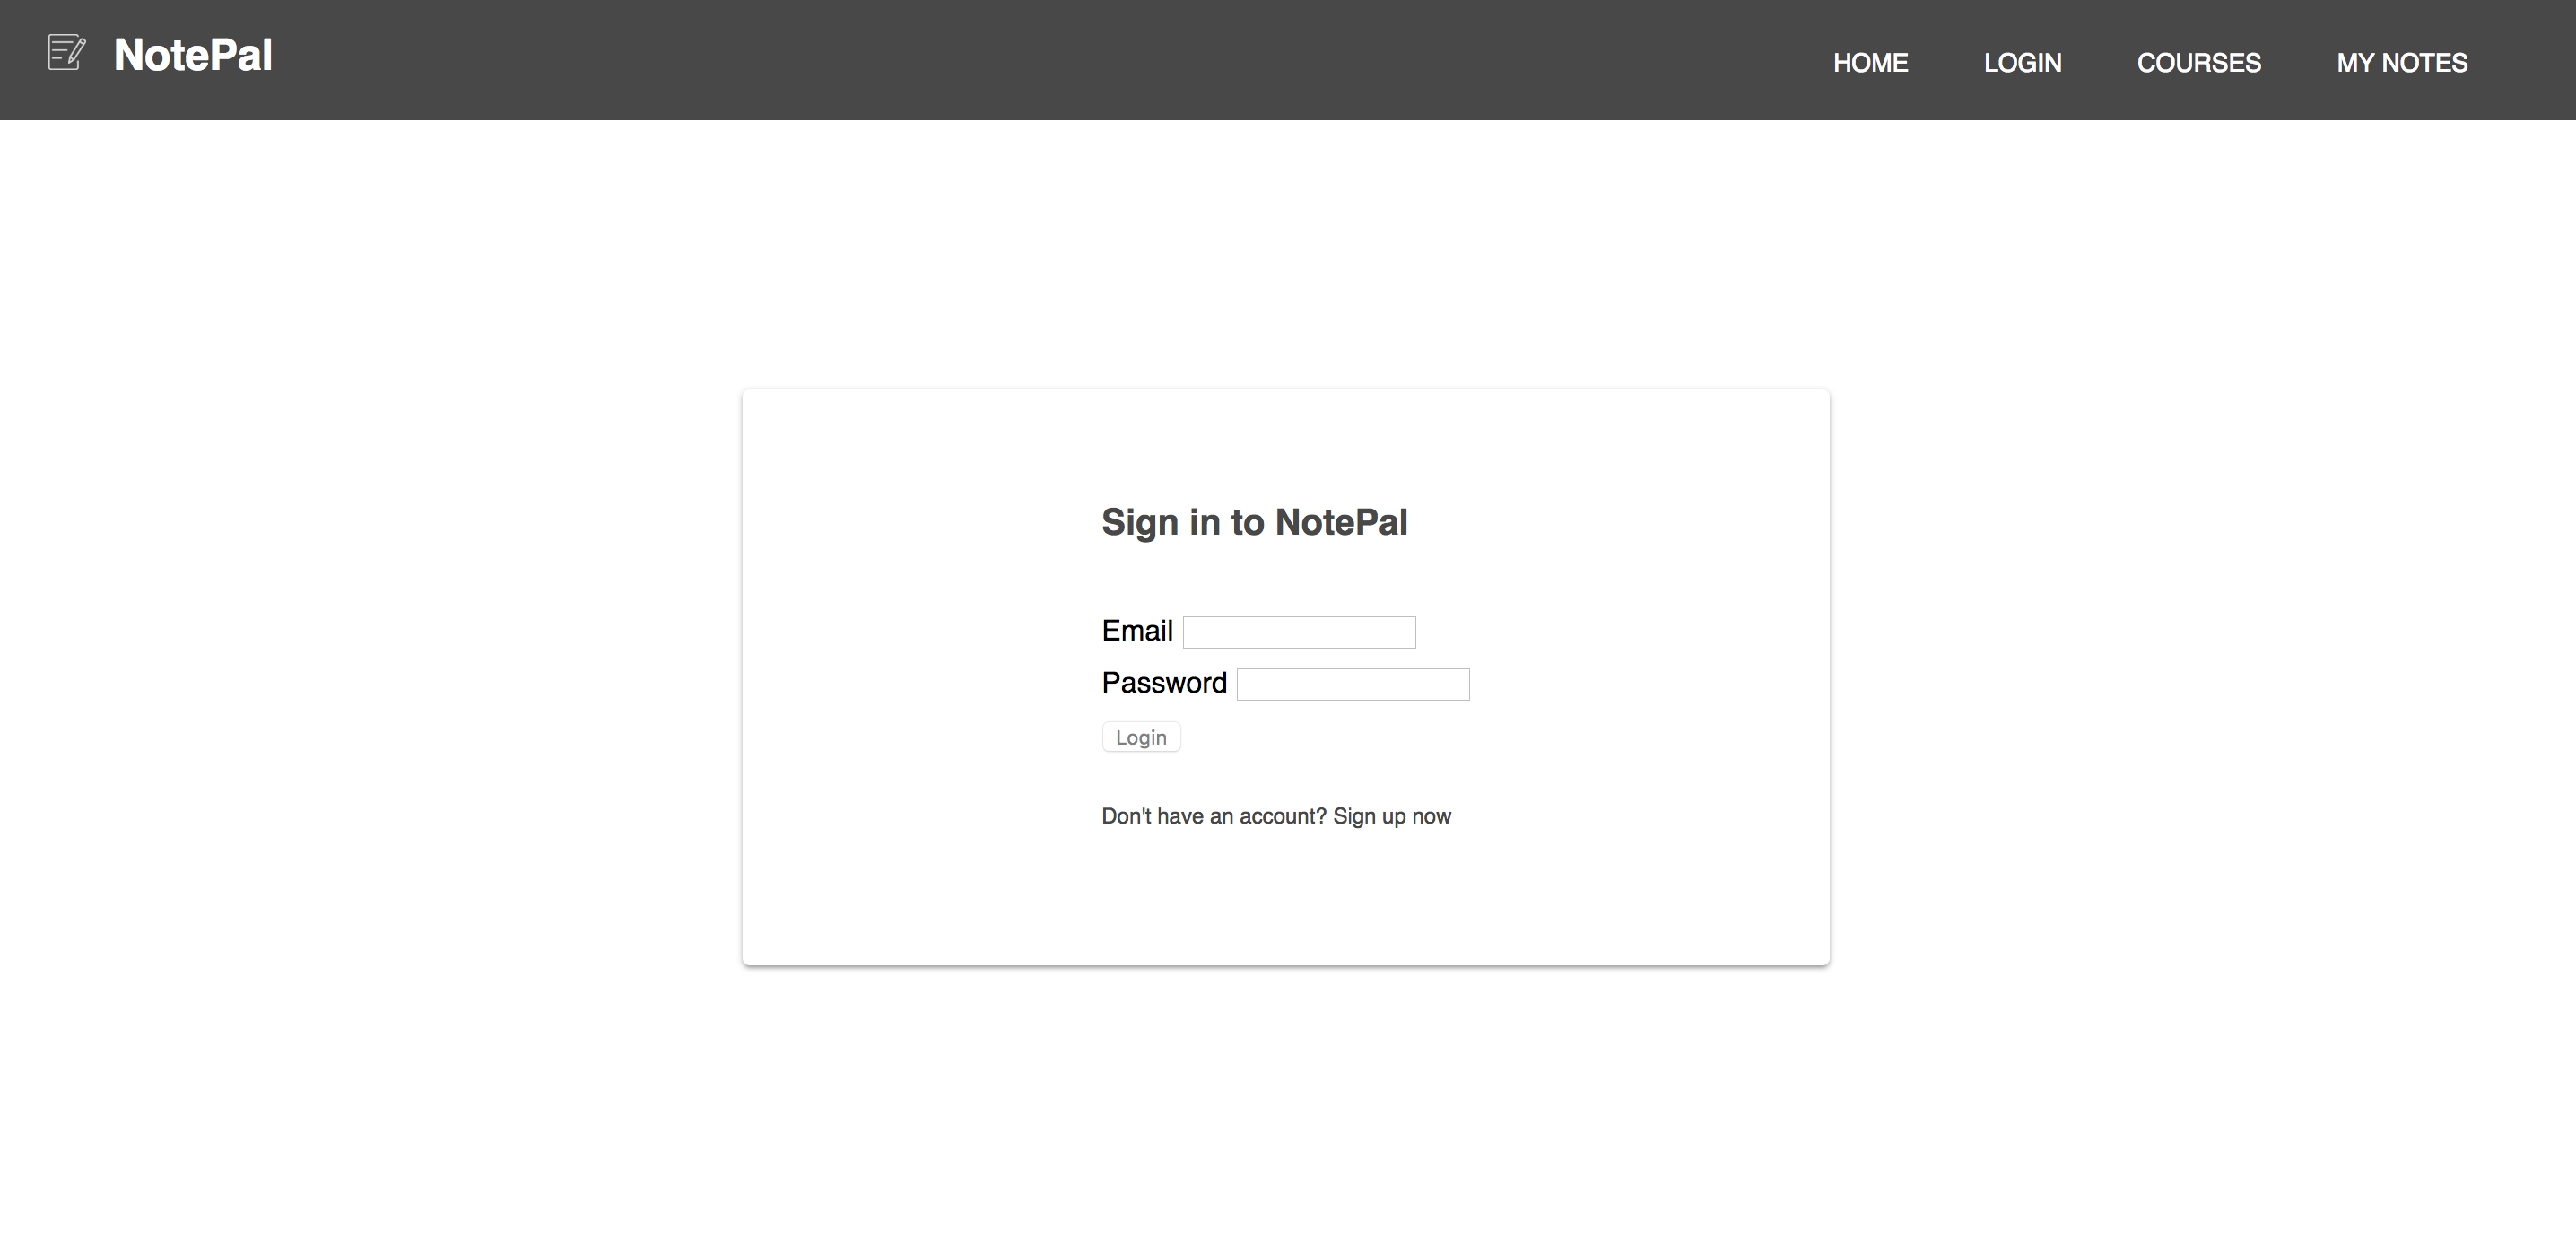 NotePal
HOME LOGIN COURSES MY NOTES
Sign in to NotePal
Email
Password
Login
Don't have an account? Sign up now